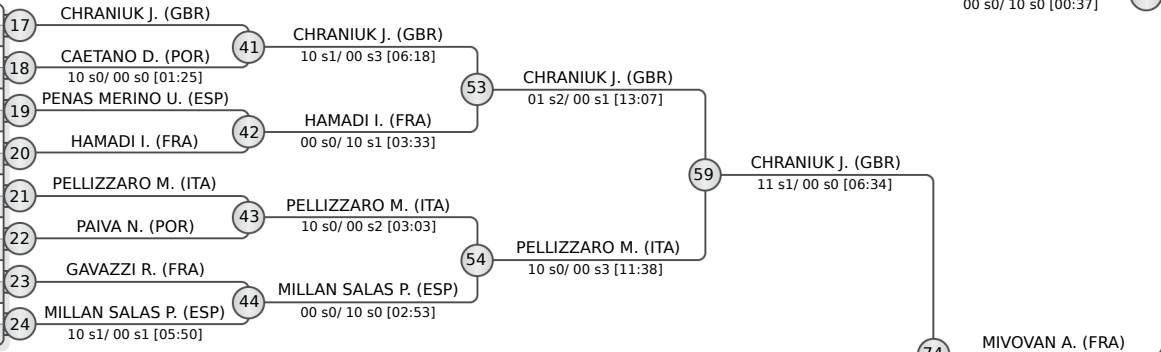 00 s0/ 10 s0 [00:37]
17
CHRANIUK J. (GBR)
18
CAETANO D. (POR)
10 s0/ 00 s0 [01:25]
19
PENAS MERINO U. (ESP)
20
HAMADI I. (FRA)
21
PELLIZZARO M. (ITA)
22
PAIVA N. (POR)
23
GAVAZZI R. (FRA)
24
MILLAN SALAS P. (ESP)
10 s1/ 00 s1 [05:50]
41
CHRANIUK J. (GBR)
10 s1/ 00 s3 [06:18]
42
HAMADI I. (FRA)
00 s0/ 10 s1 [03:33]
43
PELLIZZARO M. (ITA)
10 s0/ 00 s2 [03:03]
44
MILLAN SALAS P. (ESP)
00 s0/ 10 s0 [02:53]
53
CHRANIUK J. (GBR)
01 s2/ 00 s1 [13:07]
54
PELLIZZARO M. (ITA)
10 s0/ 00 s3 [11:38]
59
CHRANIUK J. (GBR)
11 s1/ 00 s0 [06:34]
74
MIVOVAN A. (FRA)